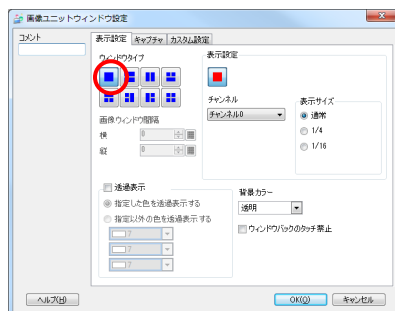 画像ユニットウィンドウ設定
コメント
表示設定 キャプチャ カスタム設定
ウィンドウタイプ
表示設定
チャンネル
チャンネル0
表示サイズ
通常
1/4
1/16
画像ウィンドウ間隔
横 0
縦 0
透過表示
指定した色を透過表示する
指定以外の色を透過表示する
7
7
7
背景カラー
透明
ウィンドウバックのタッチ禁止
ヘルプ(H)
OK(O)
キャンセル